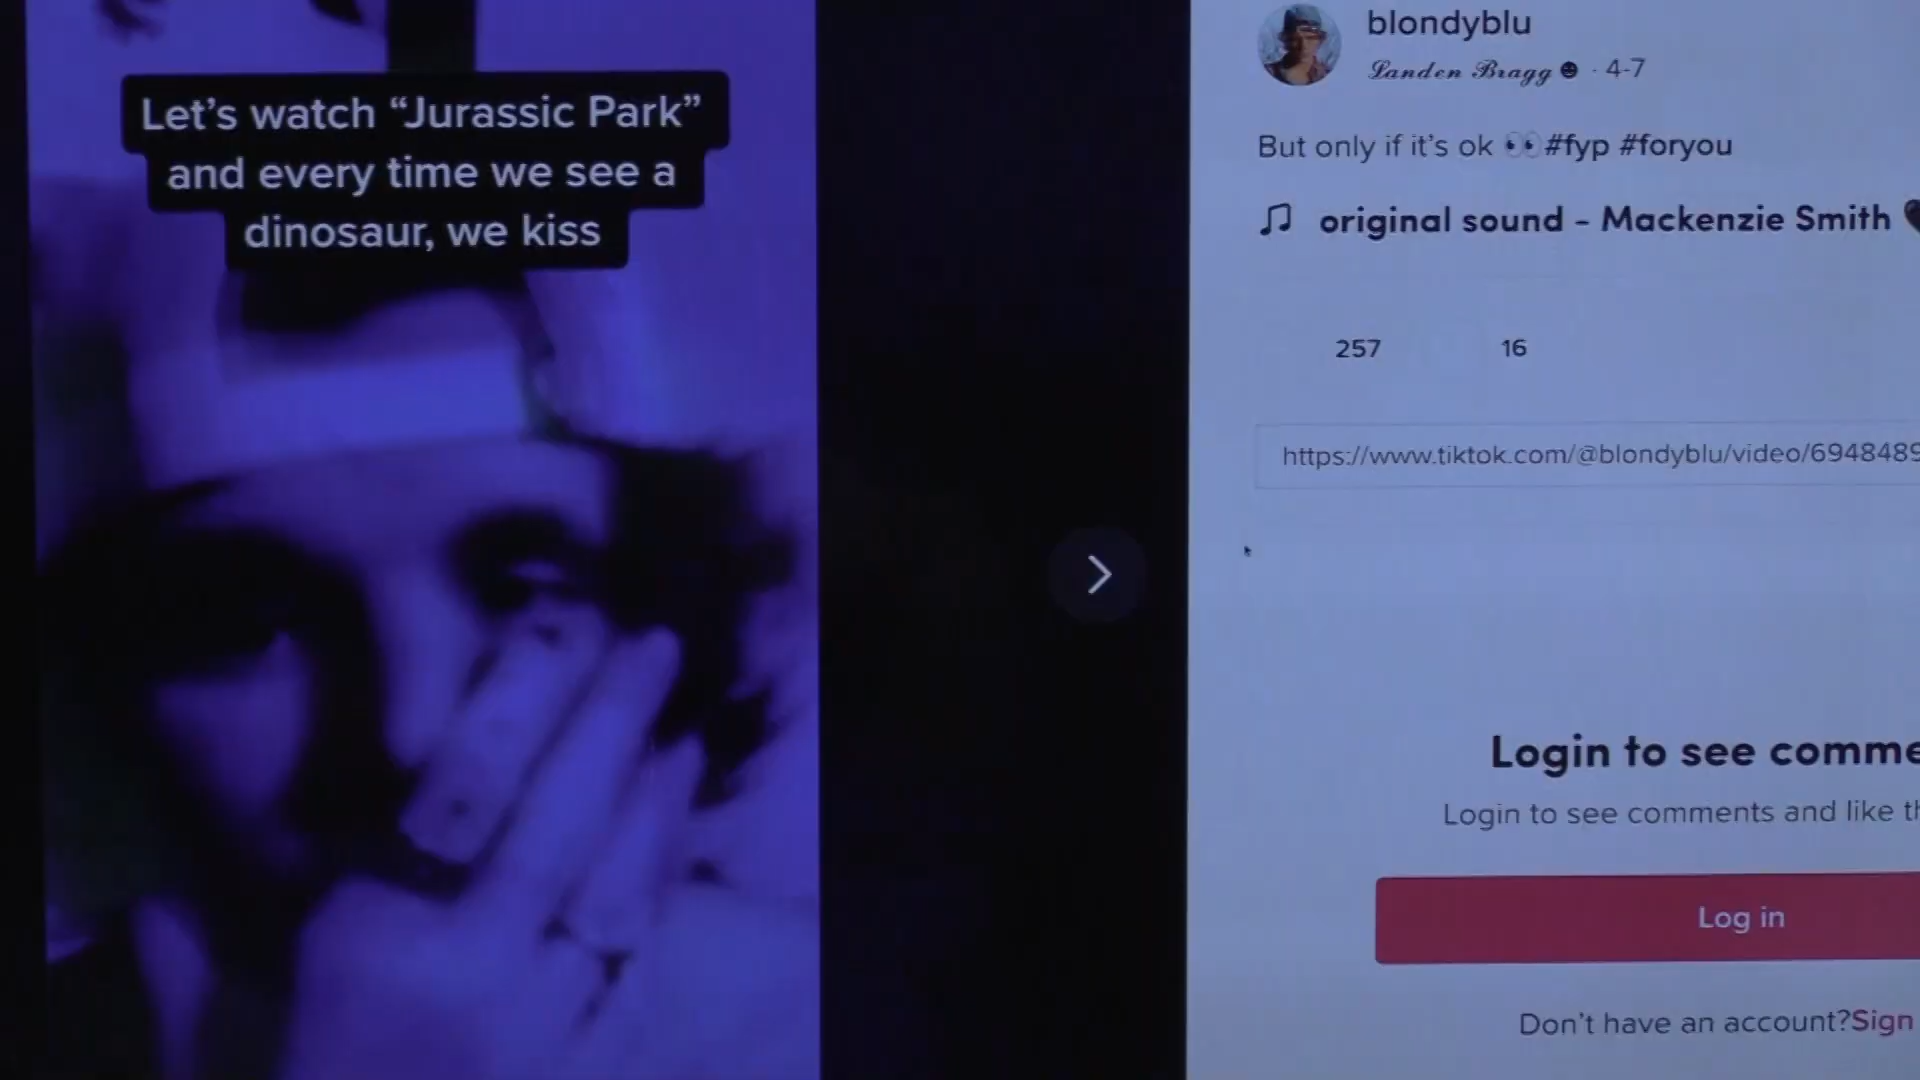 Let's watch “Jurassic Park”
and every time we see a
dinosaur, we kiss
blondyblu
Landen Bragg · 4-7
But only if it's ok 👀#fyp #foryou
original sound - Mackenzie Smith
257 16
https://www.tiktok.com/@blondyblu/video/6948489
Login to see comme
Login to see comments and like th
Log in
Don't have an account?Sign